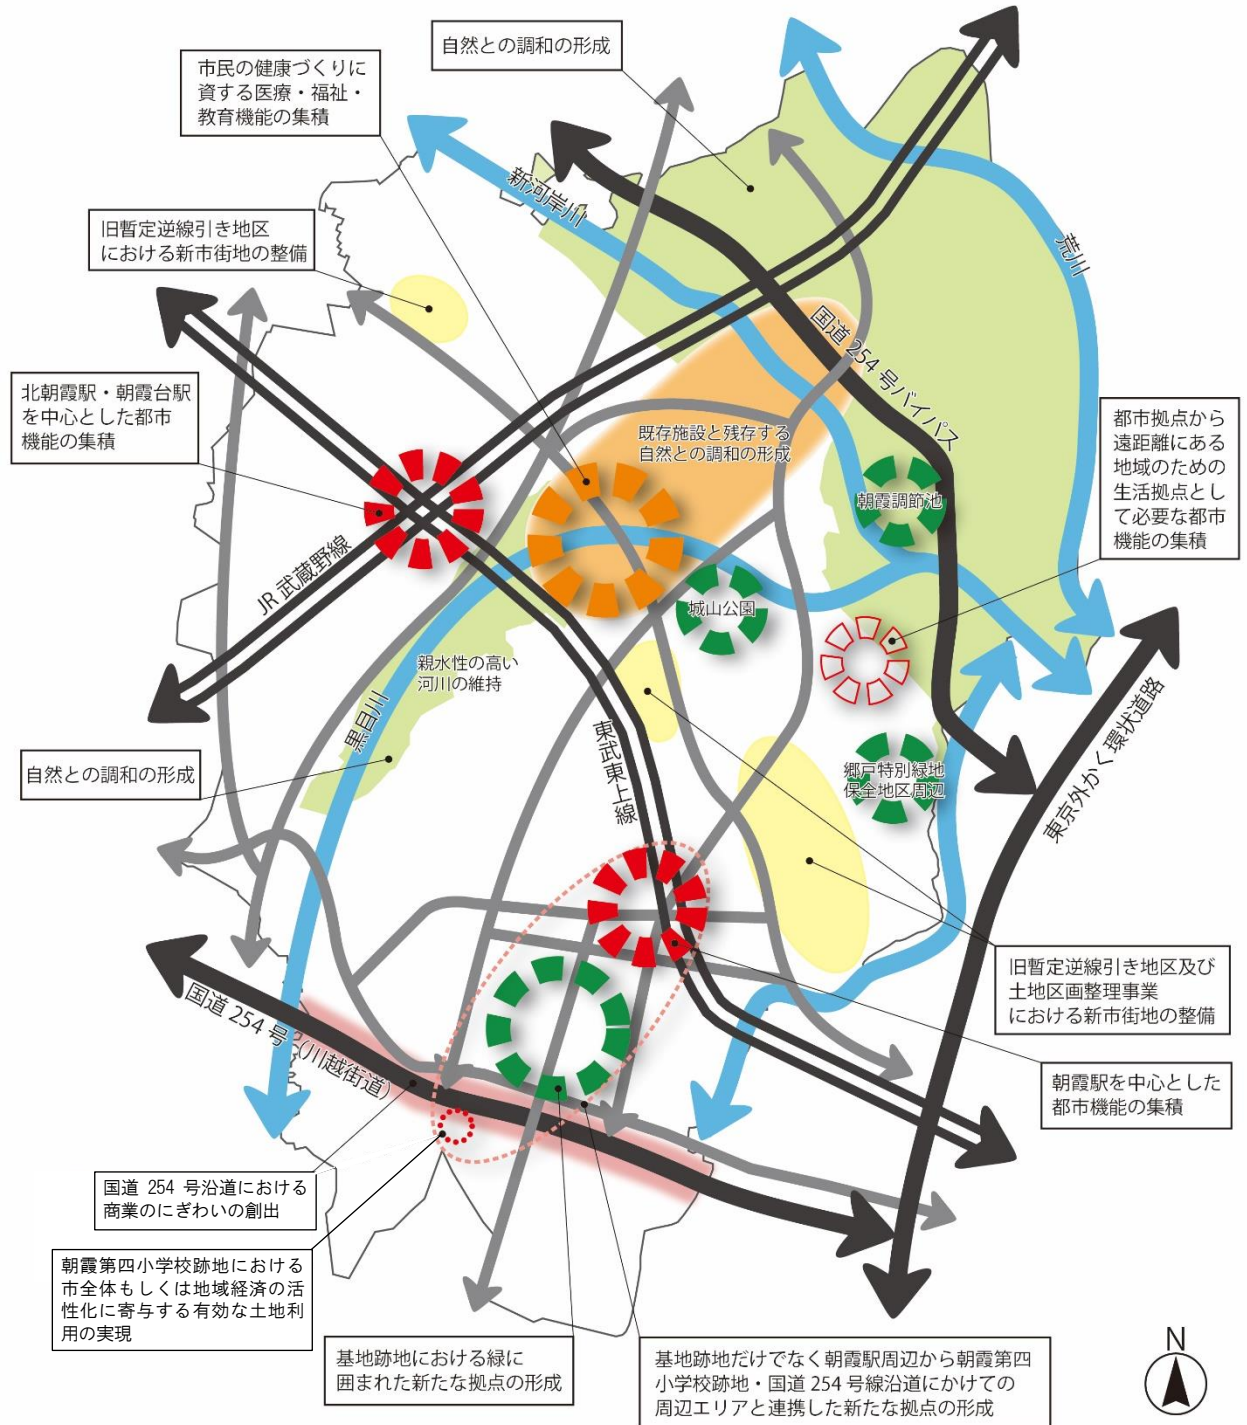 自然との調和の形成
市民の健康づくりに
資する医療・福祉・
教育機能の集積
新河岸川
荒川
旧暫定逆線引き地区
における新市街地の整備
国道 254 号バイパス
北朝霞駅・朝霞台駅
を中心とした都市
機能の集積
既存施設と残存する
自然との調和の形成
都市拠点から
遠距離にある
地域のための
生活拠点とし
て必要な都市
機能の集積
朝霞調節池
JR 武蔵野線
城山公園
親水性の高い
河川の維持
黒目川
東武東上線
自然との調和の形成
郷戸特別緑地
保全地区周辺
東京外かく環状道路
国道 254 号（川越街道）
旧暫定逆線引き地区及び
土地区画整理事業
における新市街地の整備
朝霞駅を中心とした
都市機能の集積
国道 254 号沿道における
商業のにぎわいの創出
朝霞第四小学校跡地における
市全体もしくは地域経済の活
性化に寄与する有効な土地利
用の実現
基地跡地における緑に
囲まれた新たな拠点の形成
基地跡地だけでなく朝霞駅周辺から朝霞第四
小学校跡地・国道 254 号線沿道にかけての
周辺エリアと連携した新たな拠点の形成
N